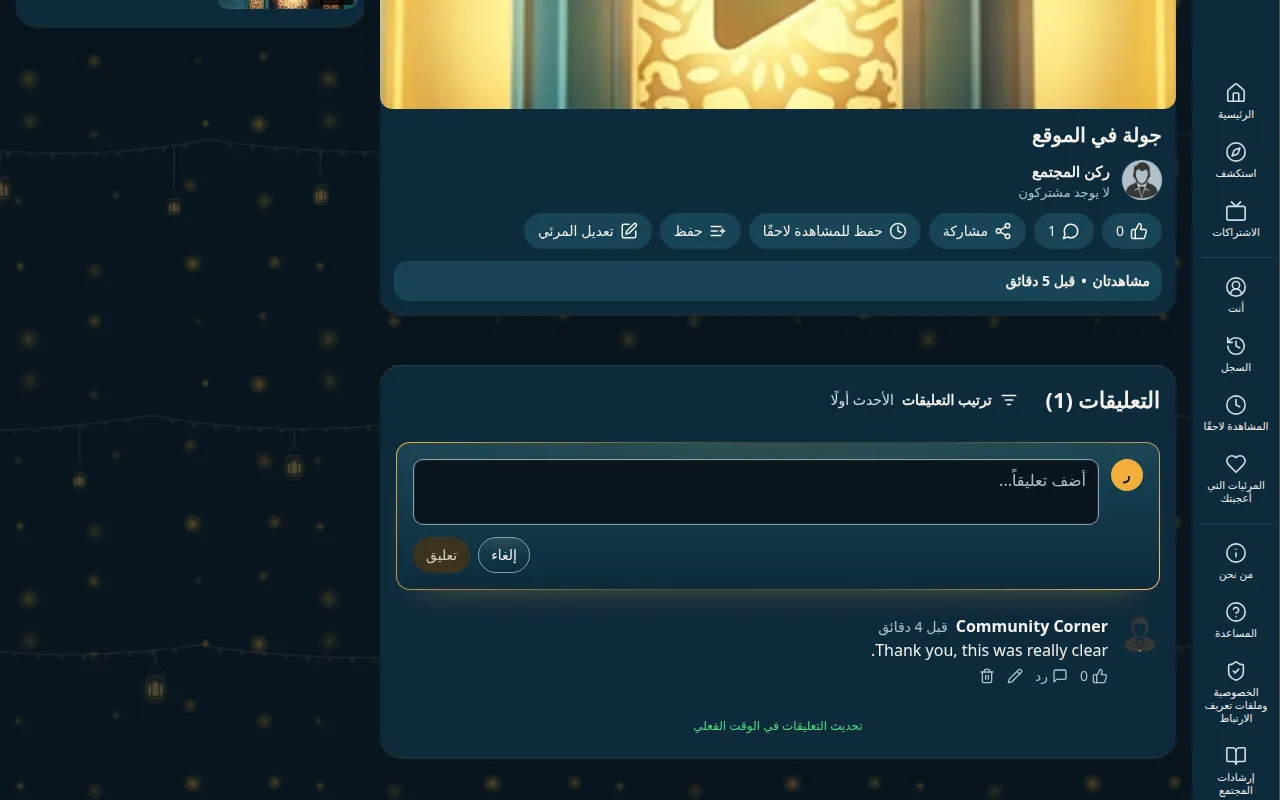 الرئيسية
استكشف
الاشتراكات
أنت
السجل
المشاهدة لاحقًا
المرئيات التي
أعجبتك
من نحن
المساعدة
الخصوصية
وملفات تعريف
الارتباط
إرشادات
المجتمع
جولة في الموقع
ركن المجتمع
لا يوجد مشتركون
0
1
مشاركة
حفظ للمشاهدة لاحقًا
حفظ
تعديل المرئي
مشاهدتان • قبل 5 دقائق
التعليقات (1)
ترتيب التعليقات
الأحدث أولًا
ر
أضف تعليقاً...
إلغاء
تعليق
Community Corner قبل 4 دقائق
Thank you, this was really clear.
0
رد
تحديث التعليقات في الوقت الفعلي